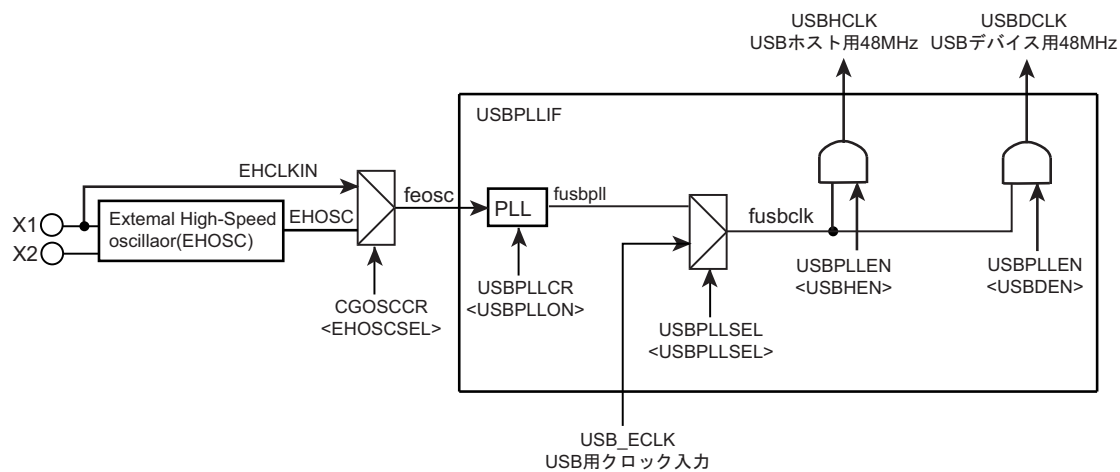 USBHCLK
USBホスト用48MHz
USBDCLK
USBデバイス用48MHz
USBPLLIF
EHCLKIN
X1
X2
External High-Speed
oscillaor(EHOSC)
EHOSC
feosc
PLL
fusbpll
fusbclk
CGOSCCR
<EHOSCSEL>
USBPLLCR
<USBPLLON>
USBPLLSEL
<USBPLLSEL>
USBPLLEN
<USBHEN>
USBPLLEN
<USBDEN>
USB_ECLK
USB用クロック入力